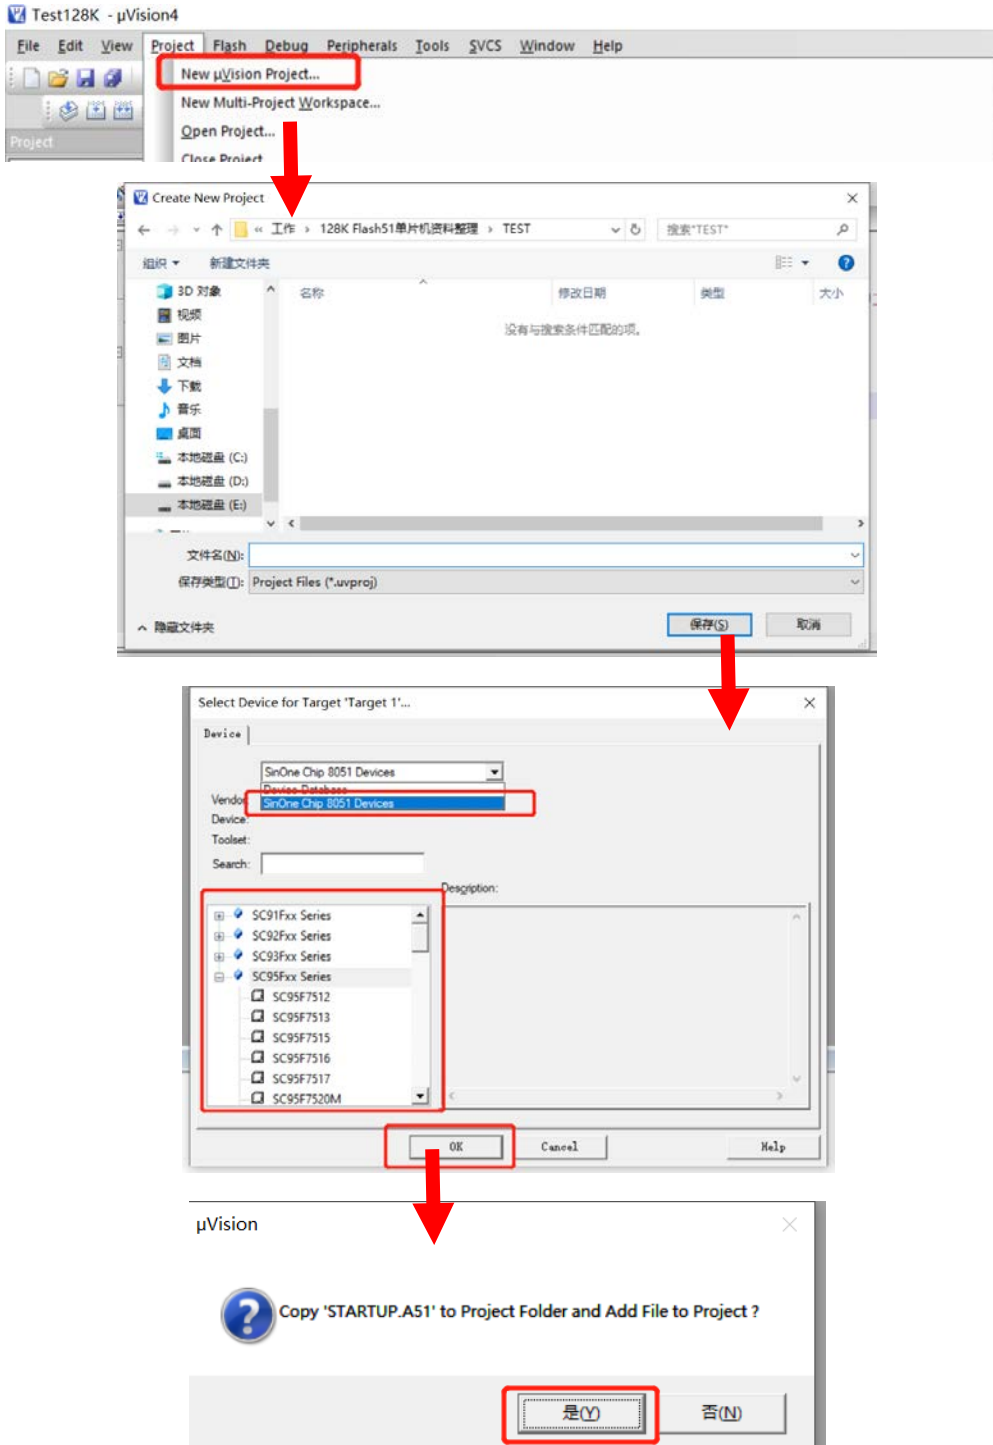 Test128K - µVision4
File Edit View Project Flash Debug Peripherals Tools SVCS Window Help
New µVision Project...
New Multi-Project Workspace...
Project
Open Project...
Close Project
Create New Project
« 工作 › 128K Flash51单片机资料整理 › TEST
搜索"TEST"
组织 新建文件夹
名称 修改日期 类型 大小
没有与搜索条件匹配的项。
3D 对象
视频
图片
文档
下载
音乐
桌面
本地磁盘 (C:)
本地磁盘 (D:)
本地磁盘 (E:)
文件名(N):
保存类型(T): Project Files (*.uvproj)
隐藏文件夹
保存(S) 取消
Select Device for Target 'Target 1'...
Device
SinOne Chip 8051 Devices
Device Database
Vendor
SinOne Chip 8051 Devices
Device:
Toolset:
Search:
Description:
SC91Fxx Series
SC92Fxx Series
SC93Fxx Series
SC95Fxx Series
SC95F7512
SC95F7513
SC95F7515
SC95F7516
SC95F7517
SC95F7520M
OK Cancel Help
µVision
Copy 'STARTUP.A51' to Project Folder and Add File to Project ?
是(Y) 否(N)